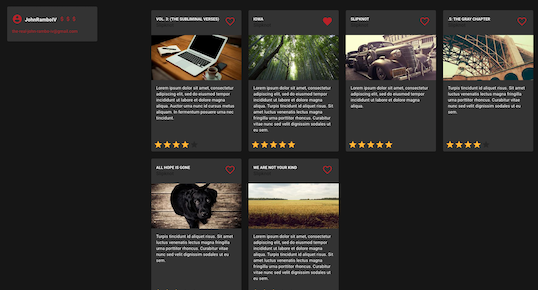 JohnRamboIV
VOL. 3: (THE SUBLIMINAL VERSES)
Lorem ipsum dolor sit amet, consectetur
adipiscing elit, sed do eiusmod tempor
incididunt ut labore et dolore magna
aliqua. Auctor urna nunc id cursus metus
aliquam. In fermentum posuere urna nec
tincidunt.
IOWA
Lorem ipsum dolor sit amet, consectetur
adipiscing elit, sed do eiusmod tempor
incididunt ut labore et dolore magna
aliqua. Turpis tincidunt id aliquet risus.
Sit amet luctus venenatis lectus magna
fringilla urna porttitor rhoncus. Curabitur
vitae nunc sed velit dignissim sodales ut
eu sem.
SLIPKNOT
Lorem ipsum dolor sit amet, consectetur
adipiscing elit, sed do eiusmod tempor
incididunt ut labore et dolore magna
aliqua.
.5: THE GRAY CHAPTER
Turpis tincidunt id aliquet risus. Sit amet
luctus venenatis lectus magna fringilla
urna porttitor rhoncus. Curabitur vitae
nunc sed velit dignissim sodales ut eu
sem.
ALL HOPE IS GONE
Turpis tincidunt id aliquet risus. Sit amet
luctus venenatis lectus magna fringilla
urna porttitor rhoncus. Curabitur vitae
nunc sed velit dignissim sodales ut eu
sem.
WE ARE NOT YOUR KIND
Lorem ipsum dolor sit amet, consectetur
adipiscing elit, sed do eiusmod tempor
incididunt ut labore et dolore magna
aliqua. Turpis tincidunt id aliquet risus.
Sit amet luctus venenatis lectus magna
fringilla urna porttitor rhoncus. Curabitur
vitae nunc sed velit dignissim sodales ut
eu sem.